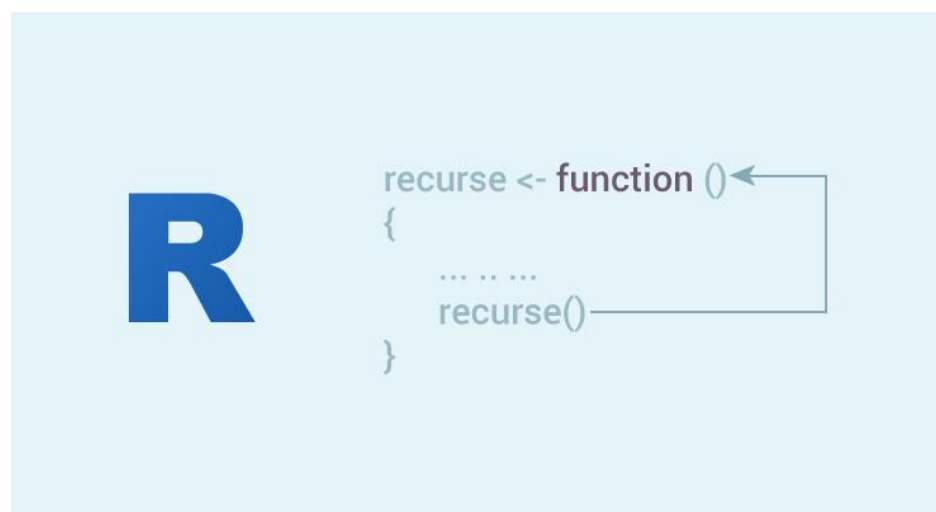 R
recurse <- function ()
{
... .. ...
recurse()
}